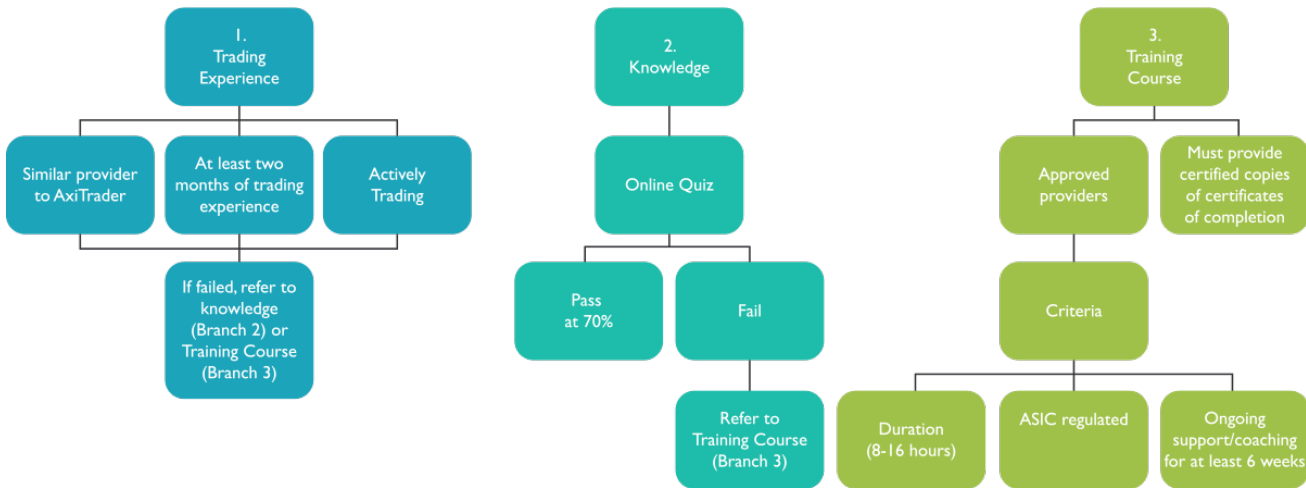 1.
Trading
Experience
Similar provider
to AxiTrader
At least two
months of trading
experience
Actively
Trading
If failed, refer to
knowledge
(Branch 2) or
Training Course
(Branch 3)
2.
Knowledge
Online Quiz
Pass
at 70%
Fail
Refer to
Training Course
(Branch 3)
3.
Training
Course
Approved
providers
Must provide
certified copies
of certificates
of completion
Criteria
Duration
(8-16 hours)
ASIC regulated
Ongoing
support/coaching
for at least 6 weeks